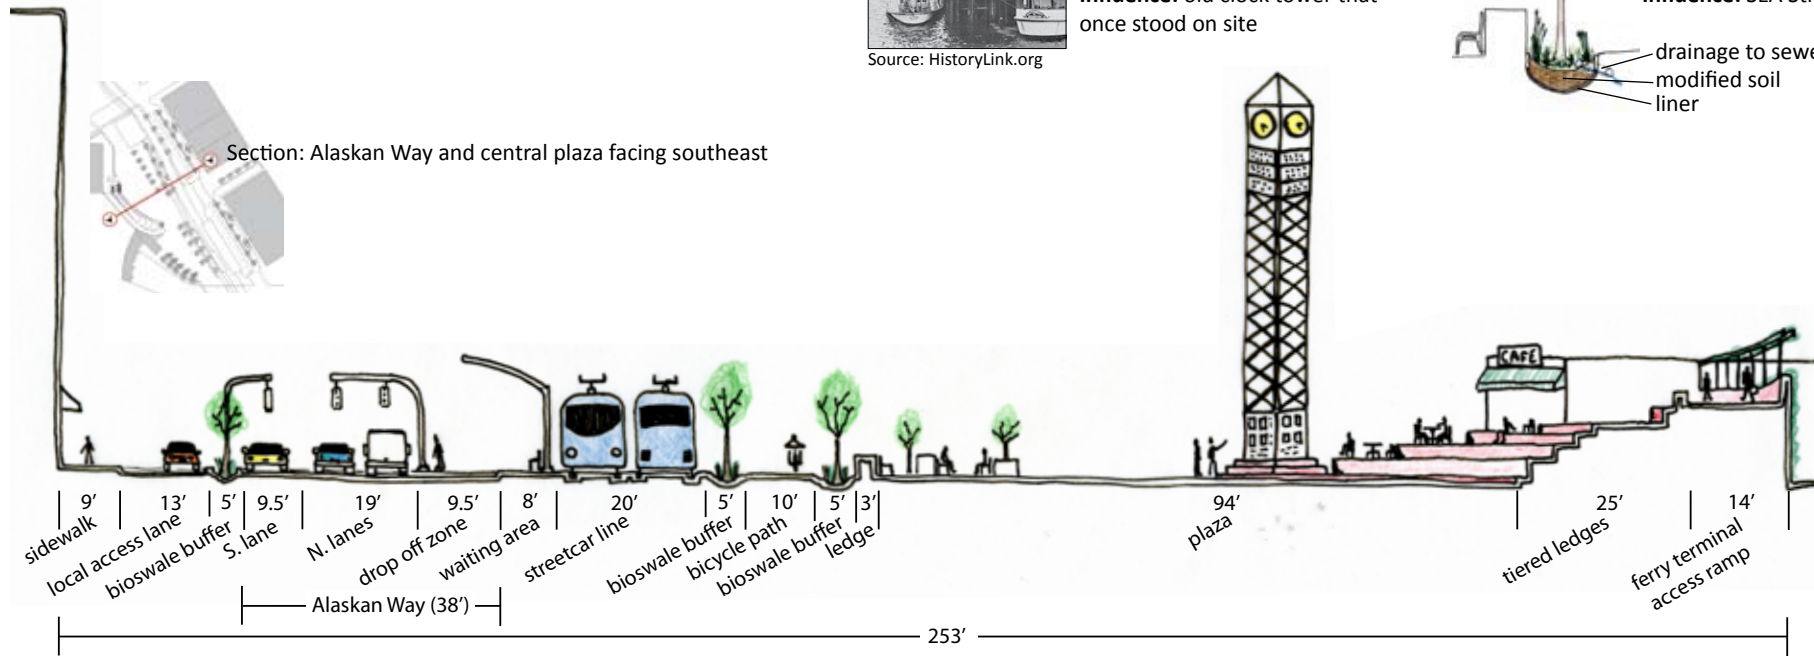 once stood on site
Source: HistoryLink.org
drainage to sewe
modified soil
liner
Section: Alaskan Way and central plaza facing southeast
CAFE
9’
13’
5’
9.5’
19’
9.5’
8’
20’
5’
10’
5’
3’
94’
25’
14’
sidewalk
local access lane
bioswale buffer
S. lane
N. lanes
drop off zone
waiting area
streetcar line
bioswale buffer
bicycle path
bioswale buffer
ledge
plaza
tiered ledges
ferry terminal
access ramp
Alaskan Way (38’)
253’